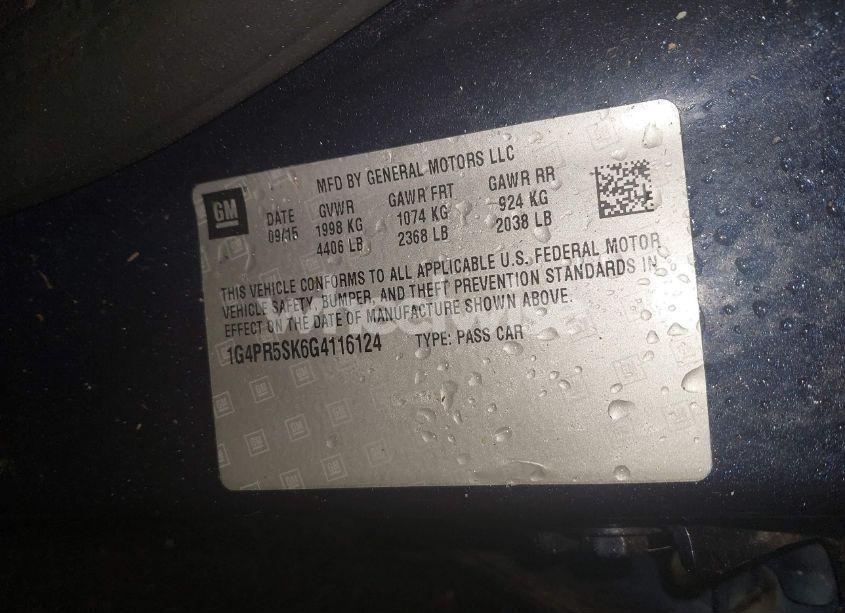 GM
MFD BY GENERAL MOTORS LLC
DATE GVWR GAWR FRT GAWR RR
09/15 1998 KG 1074 KG 924 KG
4406 LB 2368 LB 2038 LB
THIS VEHICLE CONFORMS TO ALL APPLICABLE U.S. FEDERAL MOTOR
VEHICLE SAFETY, BUMPER, AND THEFT PREVENTION STANDARDS IN
EFFECT ON THE DATE OF MANUFACTURE SHOWN ABOVE.
1G4PR5SK6G4116124 TYPE: PASS CAR